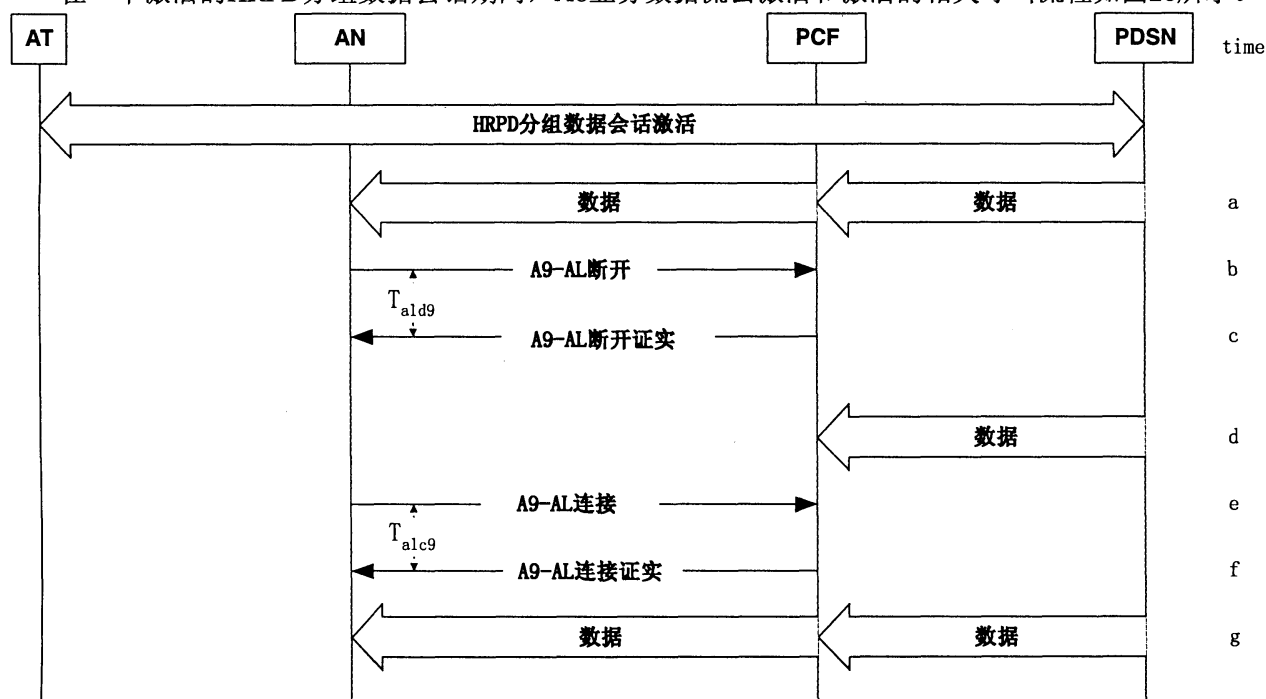 AT AN PCF PDSN time
HRPD分组数据会话激活
数据 数据 a
A9-AL断开 b
Tald9
A9-AL断开证实 c
数据 d
A9-AL连接 e
Talc9
A9-AL连接证实 f
数据 数据 g